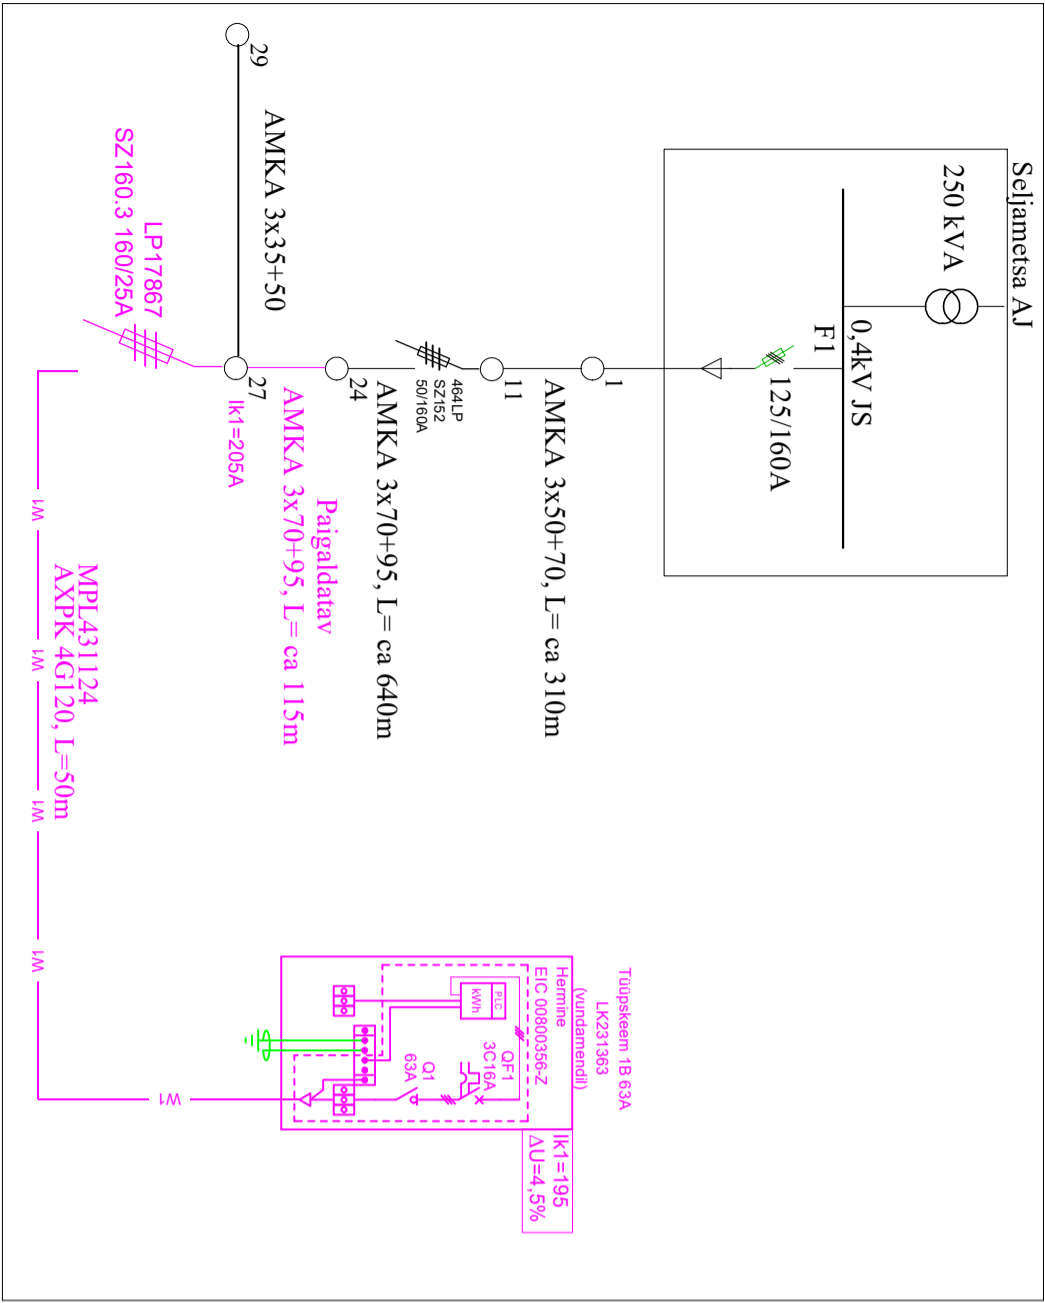 Seljametsa AJ
250 kVA
0,4kV JS
F1
125/160A
1
AMKA 3x50+70, L= ca 310m
11
464LP
SZ152
50/160A
AMKA 3x70+95, L= ca 640m
24
Paigaldatav
AMKA 3x70+95, L= ca 115m
27
Ik1=205A
AMKA 3x35+50
29
LP17867
SZ160.3 160/25A
MPL431124
AXPK 4G120, L=50m
W1
W1
W1
W1
W1
Tüüpskeem 1B 63A
LK231363
(vundamendil)
Hermine
EIC 00800356-Z
PLC
kWh
QF1
3C16A
Q1
63A
Ik1=195
ΔU=4,5%